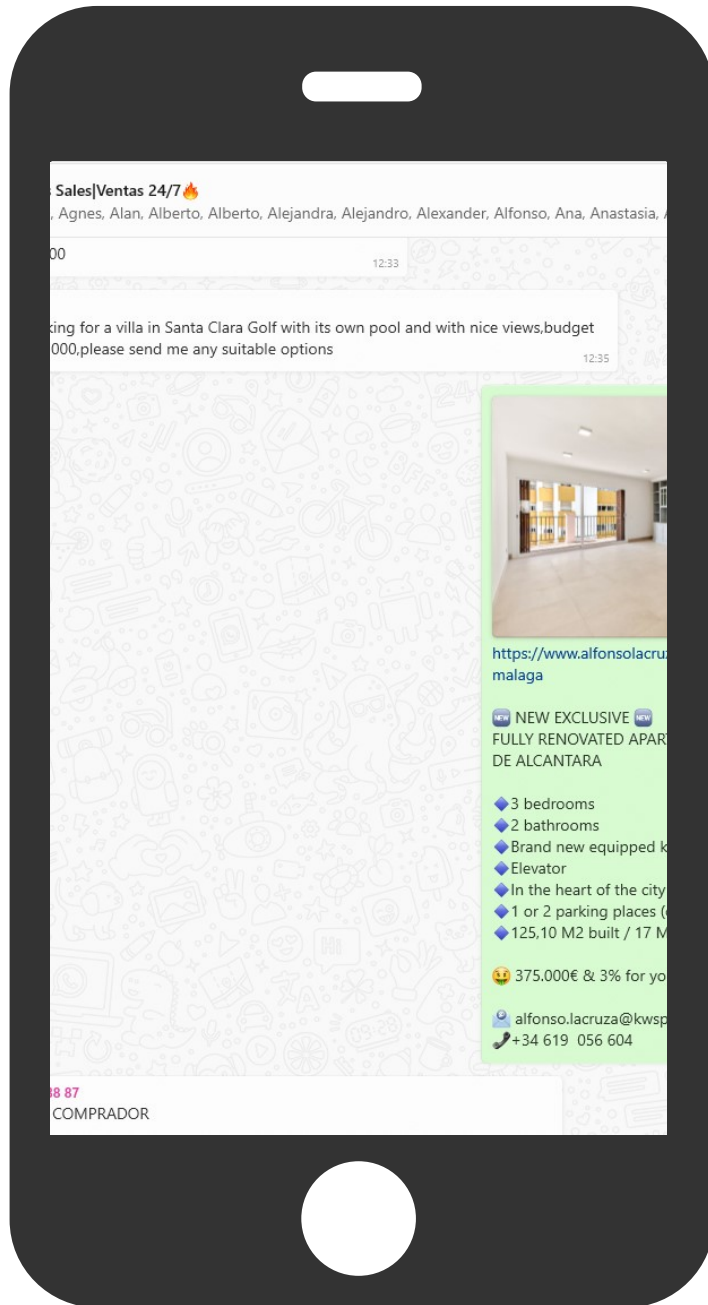 Sales|Ventas 24/7🔥
, Agnes, Alan, Alberto, Alberto, Alejandra, Alejandro, Alexander, Alfonso, Ana, Anastasia,
00
12:33
king for a villa in Santa Clara Golf with its own pool and with nice views,budget
000,please send me any suitable options
12:35
https://www.alfonsolacruz
malaga
🆕 NEW EXCLUSIVE 🆕
FULLY RENOVATED APAR
DE ALCANTARA
🔷3 bedrooms
🔷2 bathrooms
🔷Brand new equipped k
🔷Elevator
🔷In the heart of the city
🔷1 or 2 parking places (
🔷125,10 M2 built / 17 M
🤑 375.000€ & 3% for yo
📧 alfonso.lacruza@kwsp
📞+34 619 056 604
88 87
COMPRADOR